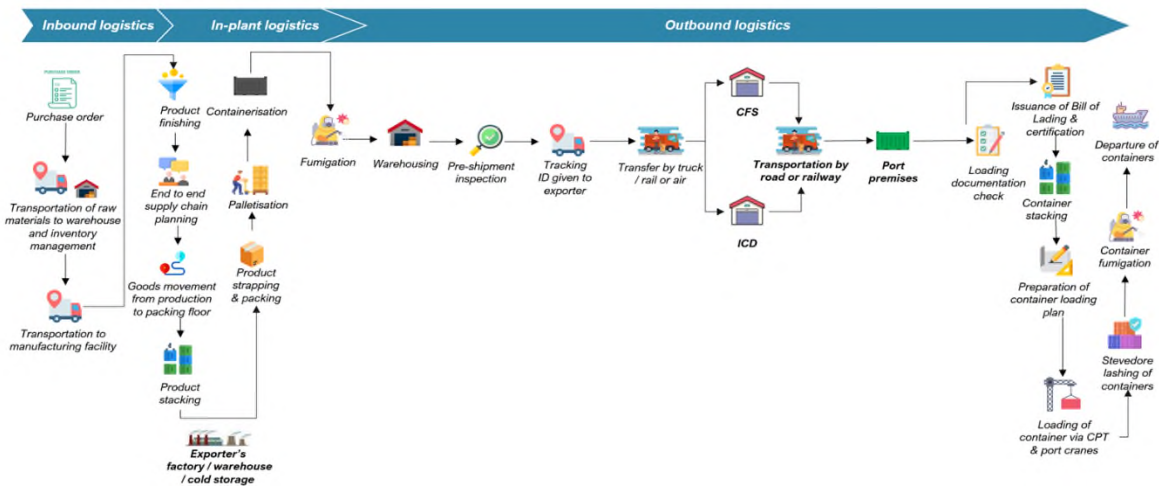 Inbound logistics
In-plant logistics
Outbound logistics
PURCHASE ORDER
Purchase order
Transportation of raw
materials to warehouse
and inventory
management
Transportation to
manufacturing facility
Product
finishing
End to end
supply chain
planning
Goods movement
from production
to packing floor
Product
stacking
Exporter's
factory / warehouse
/ cold storage
Containerisation
Palletisation
Product
strapping
& packing
Fumigation
Warehousing
Pre-shipment
inspection
Tracking
ID given to
exporter
Transfer by truck
/ rail or air
CFS
ICD
Transportation by
road or railway
Port
premises
Loading
documentation
check
Issuance of Bill of
Lading & certification
Container
stacking
Preparation of
container loading
plan
Loading of
container via CPT
& port cranes
Stevedore
lashing of
containers
Container
fumigation
Departure of
containers